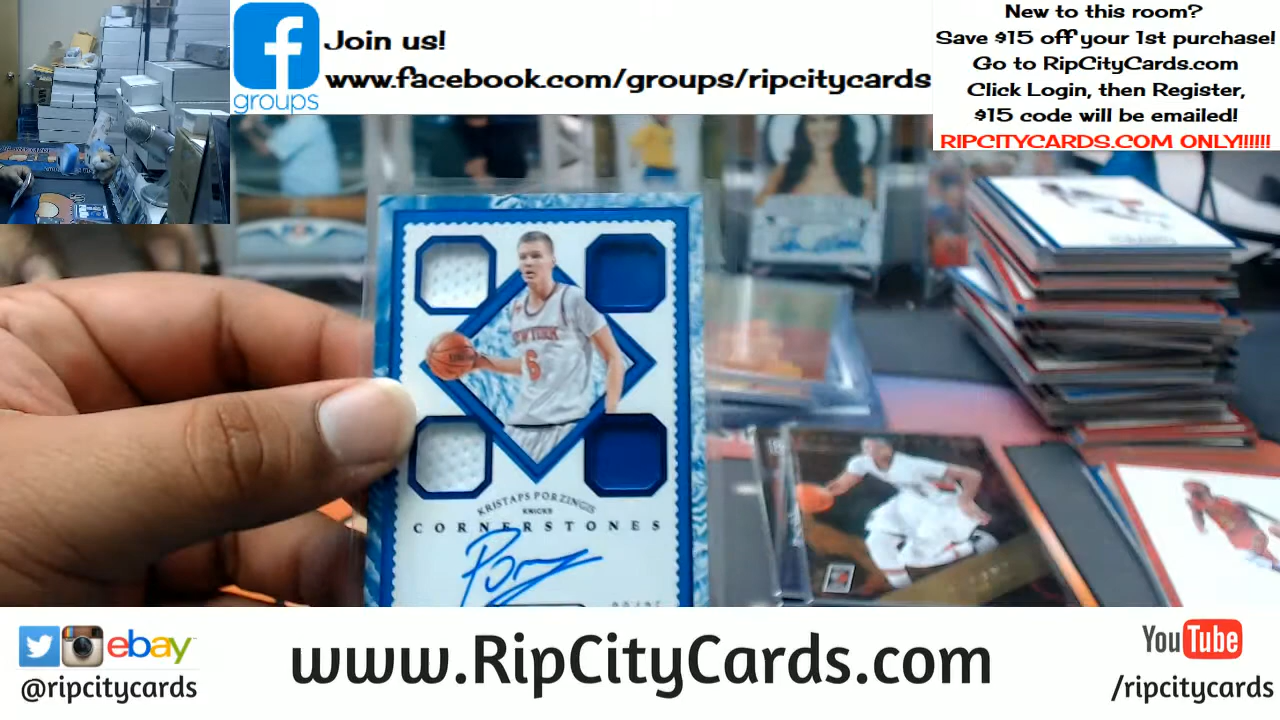 groups
Join us!
www.facebook.com/groups/ripcitycards
New to this room?
Save $15 off your 1st purchase!
Go to RipCityCards.com
Click Login, then Register,
$15 code will be emailed!
RIPCITYCARDS.COM ONLY!!!!!!
NEW YORK
6
KRISTAPS PORZINGIS
KNICKS
CORNERSTONES
ebay
@ripcitycards
www.RipCityCards.com
YouTube
/ripcitycards